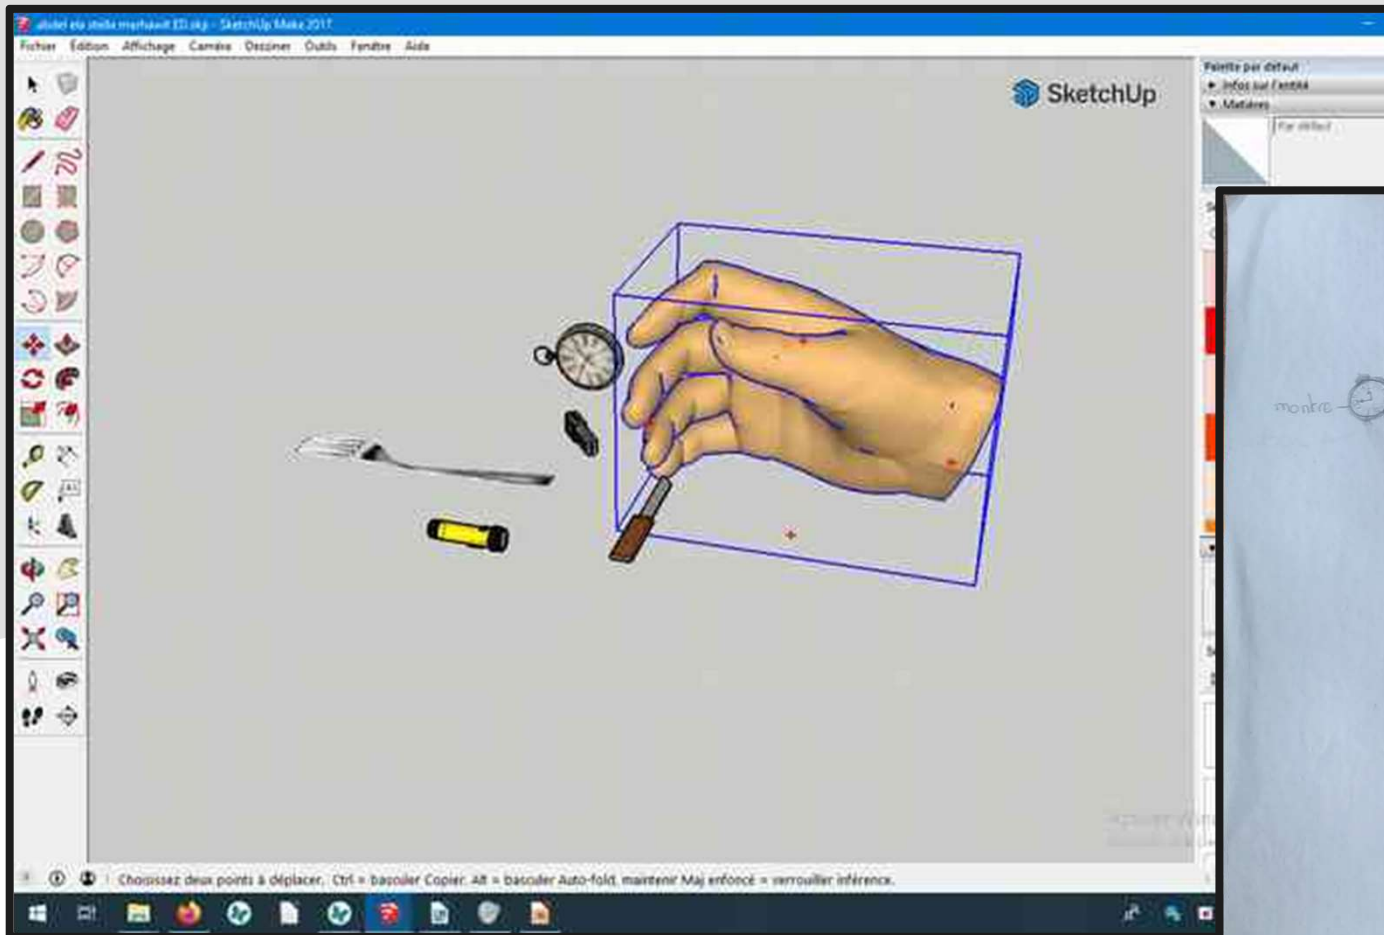 SketchUp Make 2017
Fichier Édition Affichage Caméra Dessiner Outils Fenêtre Aide
SketchUp
Palette par défaut
Infos sur l'entité
Matières
Par défaut
montre
Choisissez deux points à déplacer. Ctrl = basculer Copier. Alt = basculer Auto-fold. maintenir Maj enfoncé = verrouiller inférence.